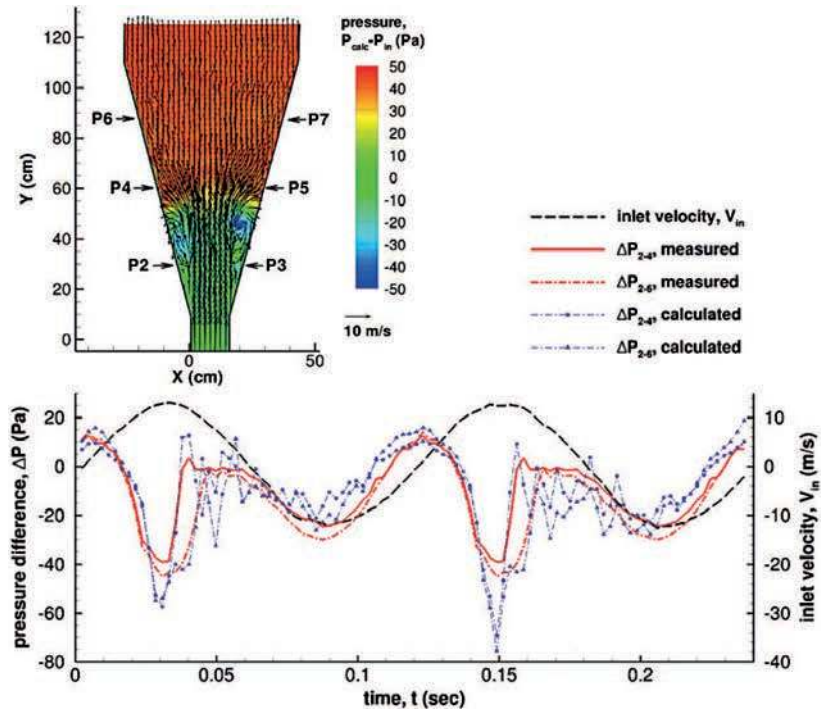 pressure,
P_calc-P_in (Pa)
120
100
80
60
40
20
0
Y (cm)
0
50
X (cm)
P6
P7
P4
P5
P2
P3
50
40
30
20
10
0
-10
-20
-30
-40
-50
10 m/s
inlet velocity, V_in
ΔP_2-4, measured
ΔP_2-6, measured
ΔP_2-4, calculated
ΔP_2-6, calculated
20
0
-20
-40
-60
-80
pressure difference, ΔP (Pa)
10
0
-10
-20
-30
-40
inlet velocity, V_in (m/s)
0
0.05
0.1
0.15
0.2
time, t (sec)